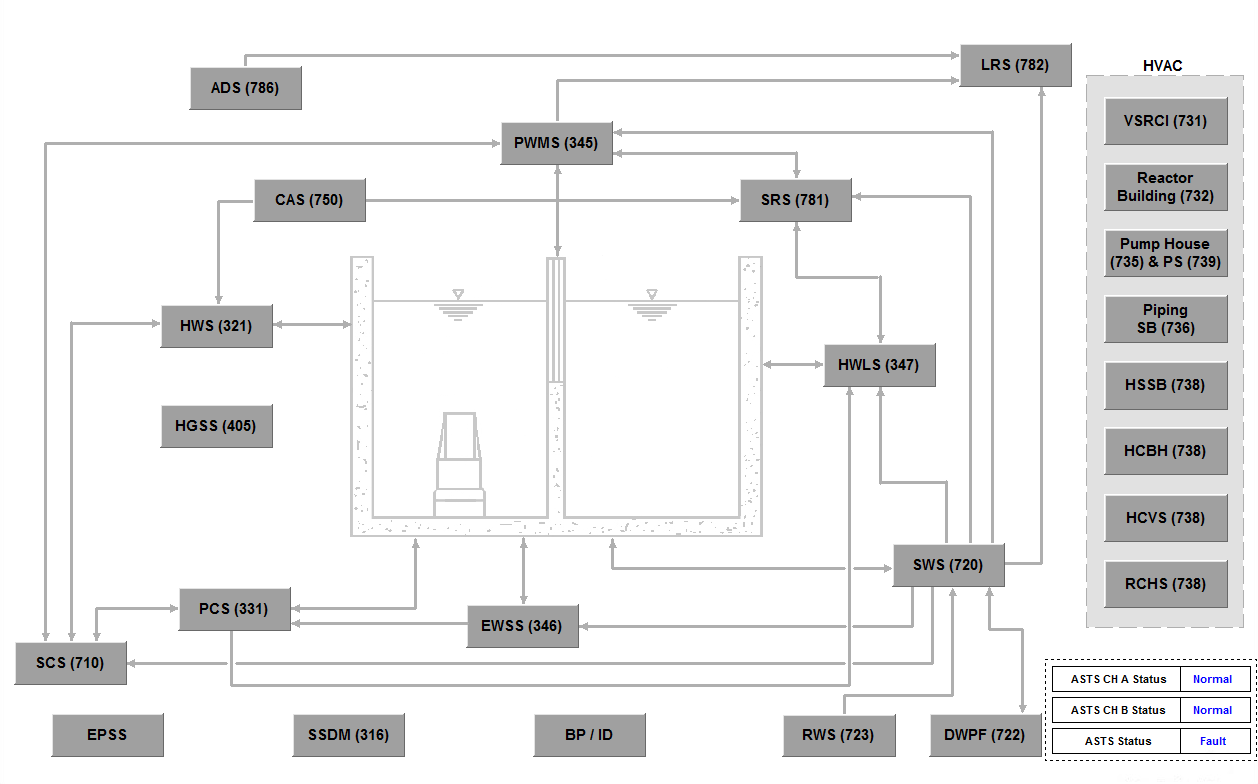 ADS (786)
LRS (782)
HVAC
PWMS (345)
VSRCI (731)
CAS (750)
SRS (781)
Reactor
Building (732)
Pump House
(735) & PS (739)
HWS (321)
Piping
SB (736)
HWLS (347)
HSSB (738)
HGSS (405)
HCBH (738)
HCVS (738)
SWS (720)
RCHS (738)
PCS (331)
EWSS (346)
SCS (710)
ASTS CH A Status Normal
ASTS CH B Status Normal
ASTS Status Fault
EPSS
SSDM (316)
BP / ID
RWS (723)
DWPF (722)